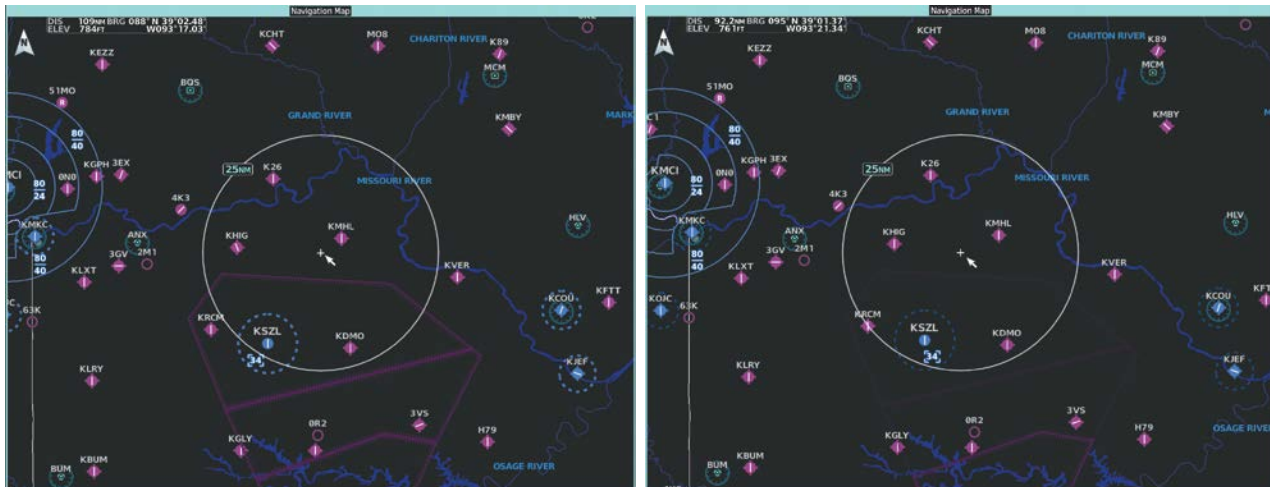 Navigation Map
DIS 109NM BRG 088° N 39°02.48'
ELEV 784FT W093°17.03'
N
KCHT
MO8
CHARITON RIVER
K89
KEZZ
BQS
MCM
51MO
R
80
40
GRAND RIVER
KMBY
MARK
KGPH
3EX
25NM
K26
MCI
0N0
80
24
MISSOURI RIVER
4K3
KMKC
ANX
HLV
KHIG
KMHL
80
40
3GV
2M1
KLXT
KVER
KCOU
KFTT
63K
KRCM
KSZL
KDMO
34
KLRY
KJEF
0R2
3VS
KGLY
H79
BUM
KBUM
OSAGE RIVER
Navigation Map
DIS 92.2NM BRG 095° N 39°01.37'
ELEV 761FT W093°21.34'
N
KCHT
MO8
CHARITON RIVER
K89
KEZZ
BQS
MCM
51MO
80
40
GRAND RIVER
KMBY
KGPH
3EX
25NM
K26
KMCI
0N0
80
24
MISSOURI RIVER
4K3
KMKC
ANX
HLV
KHIG
KMHL
80
40
3GV
2M1
KLXT
KVER
KOJC
KCOU
KFT
63K
KRCM
KSZL
KDMO
34
KLRY
KJEF
0R2
3VS
KGLY
H79
BUM
KBUM
OSAGE RIVER